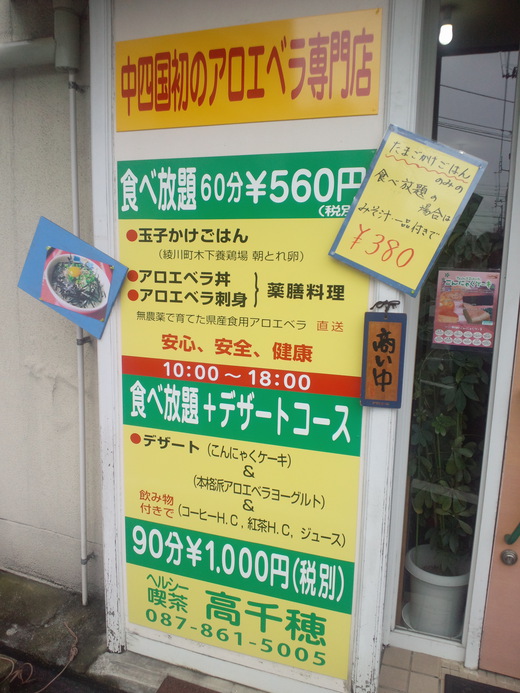 中四国初のアロエベラ専門店
食べ放題 60分 ¥560円
(税別
●玉子かけごはん
(綾川町木下養鶏場 朝とれ卵)
●アロエベラ丼
●アロエベラ刺身
} 薬膳料理
無農薬で育てた県産食用アロエベラ 直送
安心、安全、健康
10:00～18:00
食べ放題+デザートコース
●デザート(こんにゃくケーキ)
&
(本格派アロエベラヨーグルト)
&
飲み物
付きで
(コーヒーH.C, 紅茶H.C, ジュース)
90分¥1,000円(税別)
ヘルシー
喫茶
高千穂
087-861-5005
たまごかけごはん
のみの
食べ放題の
場合は
みそ汁一品付きで
¥380
商い中